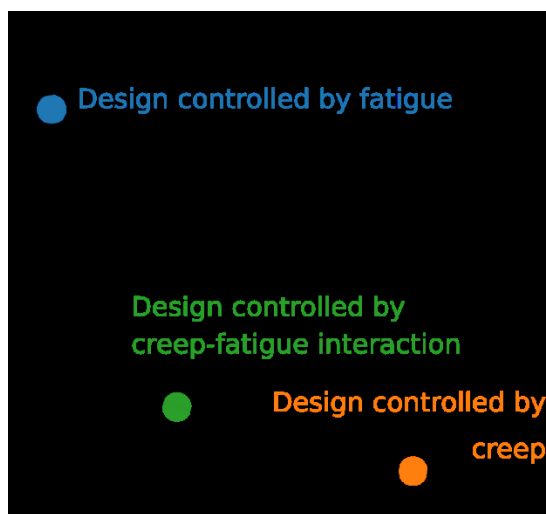 Design controlled by fatigue
Design controlled by
creep-fatigue interaction
Design controlled by
creep